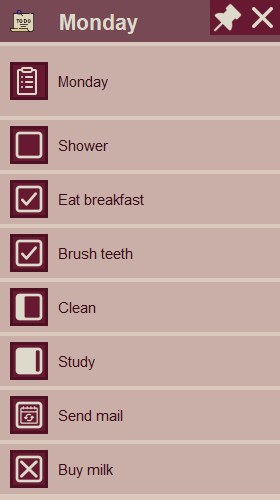 TO DO
Monday
Monday
Shower
Eat breakfast
Brush teeth
Clean
Study
Send mail
Buy milk